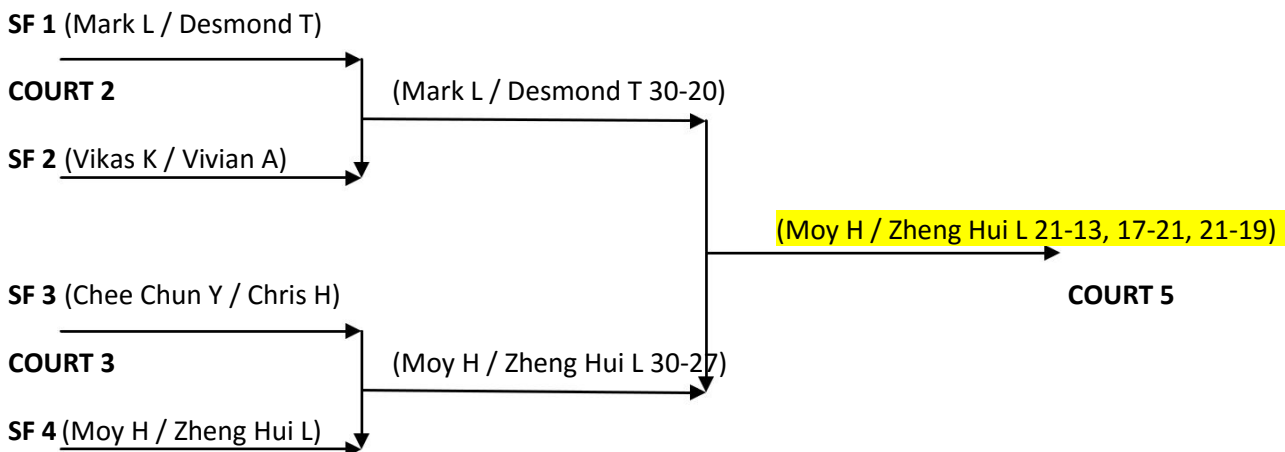 SF 1 (Mark L / Desmond T)
COURT 2
(Mark L / Desmond T 30-20)
SF 2 (Vikas K / Vivian A)
(Moy H / Zheng Hui L 21-13, 17-21, 21-19)
SF 3 (Chee Chun Y / Chris H)
COURT 5
COURT 3
(Moy H / Zheng Hui L 30-27)
SF 4 (Moy H / Zheng Hui L)